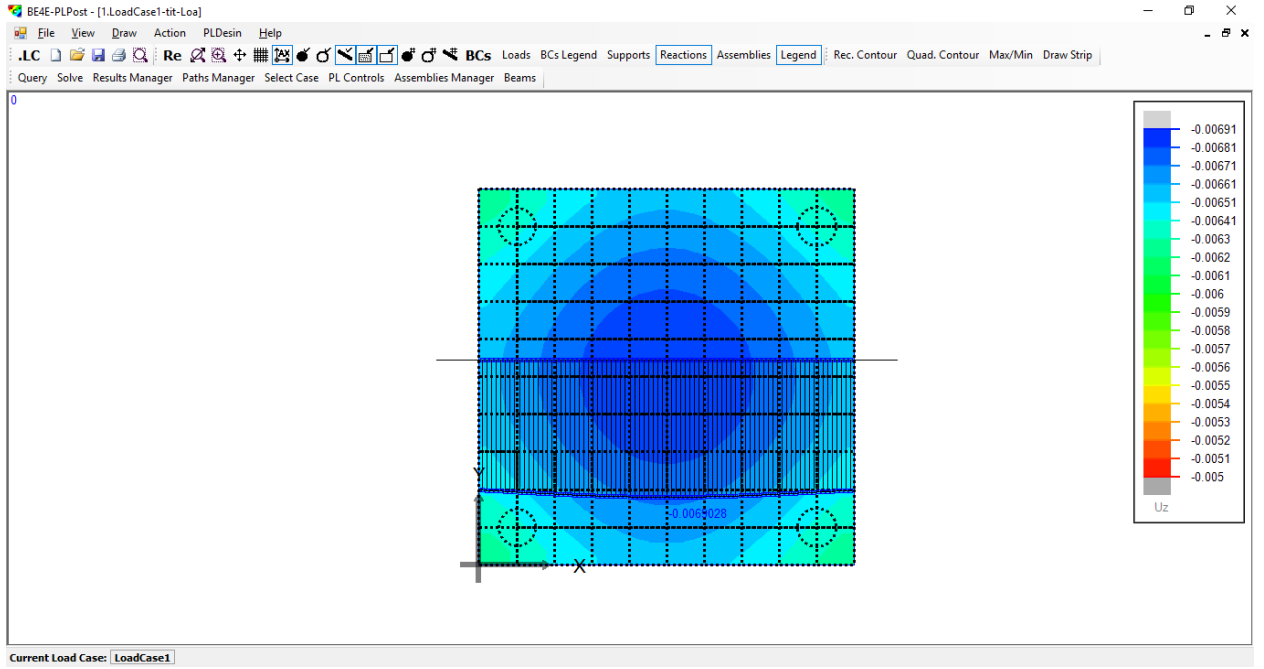 BE4E-PLPost - [1.LoadCase1-tit-Loa]
File View Draw Action PLDesin Help
.LC Re BCs Loads BCs Legend Supports Reactions Assemblies Legend Rec. Contour Quad. Contour Max/Min Draw Strip
Query Solve Results Manager Paths Manager Select Case PL Controls Assemblies Manager Beams
0
-0.00691
-0.00681
-0.00671
-0.00661
-0.00651
-0.00641
-0.0063
-0.0062
-0.0061
-0.006
-0.0059
-0.0058
-0.0057
-0.0056
-0.0055
-0.0054
-0.0053
-0.0052
-0.0051
-0.005
Uz
Y
-0.0069028
X
Current Load Case: LoadCase1